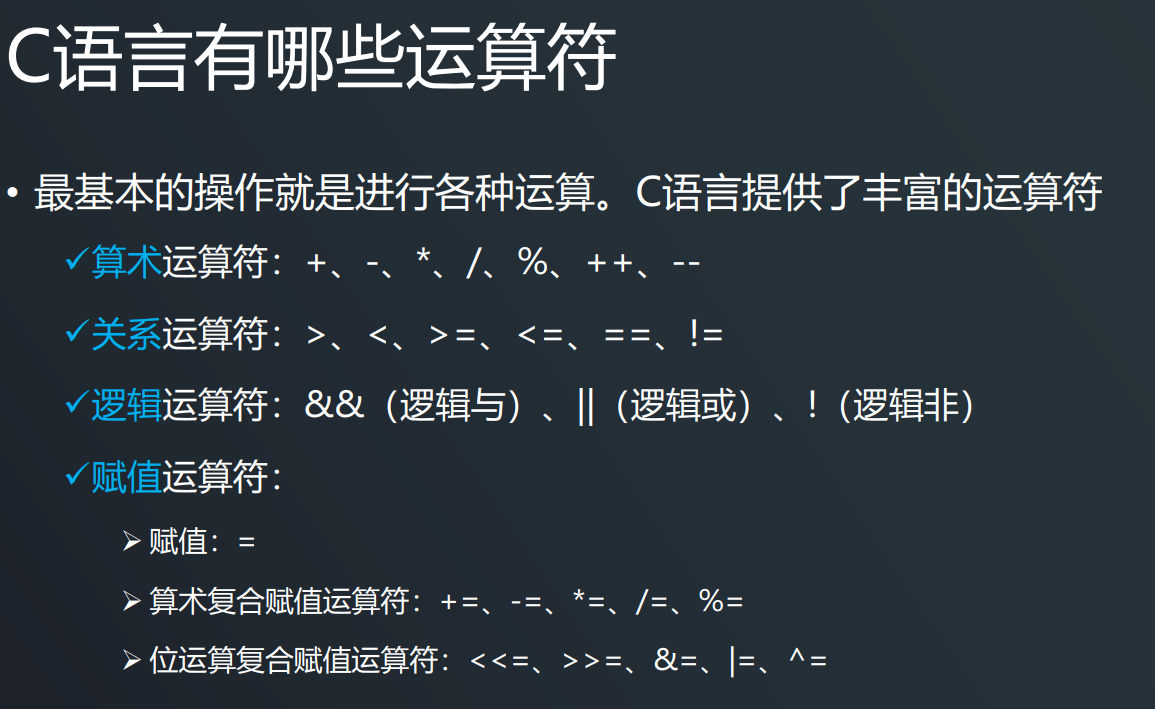 C语言有哪些运算符
• 最基本的操作就是进行各种运算。C语言提供了丰富的运算符
✓算术运算符：+、-、*、/、%、++、--
✓关系运算符：>、<、>=、<=、==、!=
✓逻辑运算符：&&（逻辑与）、||（逻辑或）、!（逻辑非）
✓赋值运算符：
➢ 赋值：=
➢ 算术复合赋值运算符：+=、-=、*=、/=、%=
➢ 位运算复合赋值运算符：<<=、>>=、&=、|=、^=